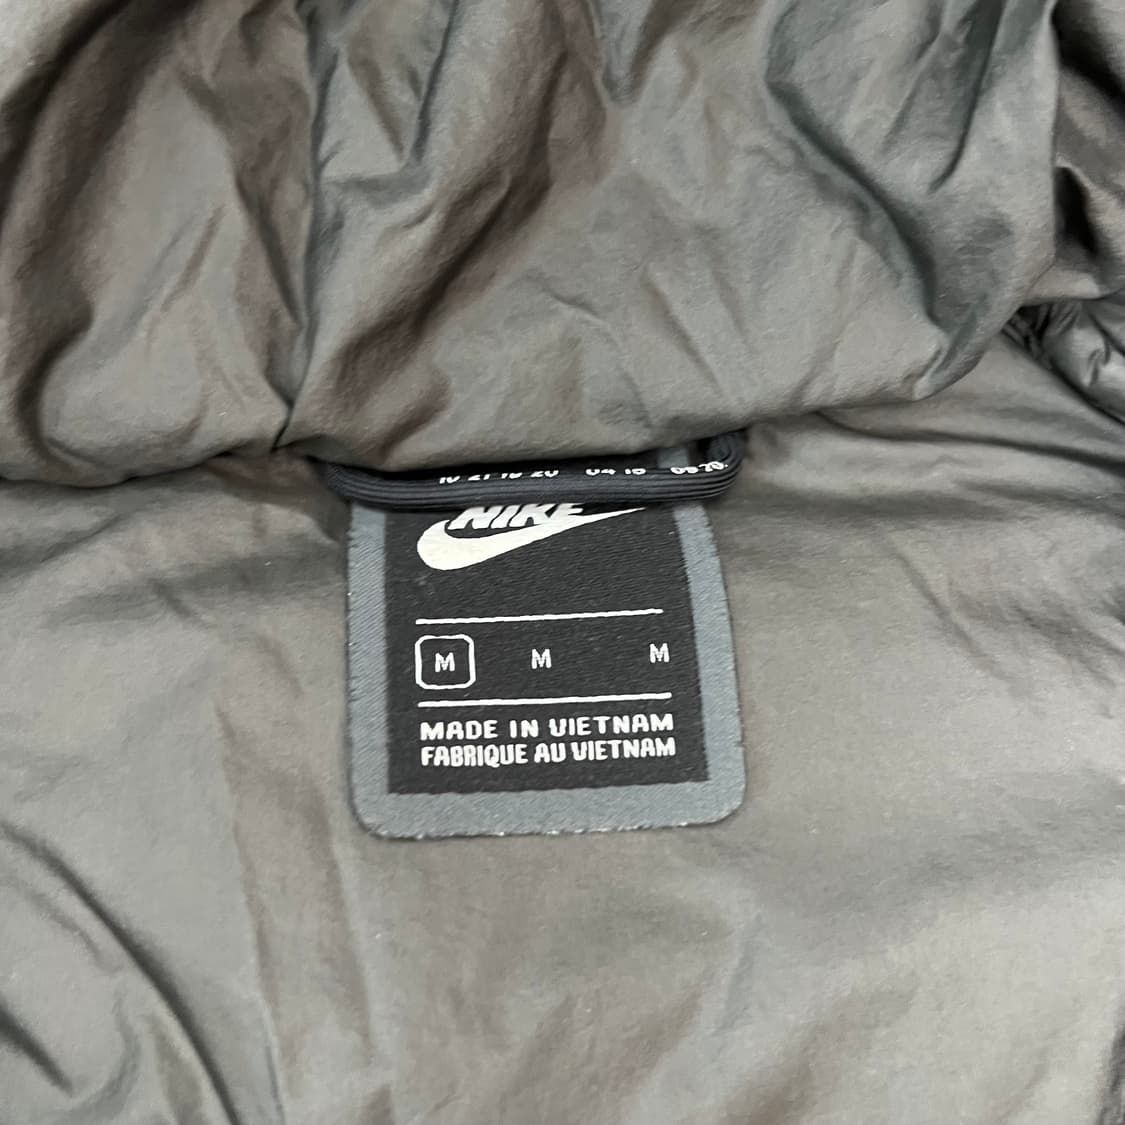 NIKE
M M M
MADE IN VIETNAM
FABRIQUE AU VIETNAM